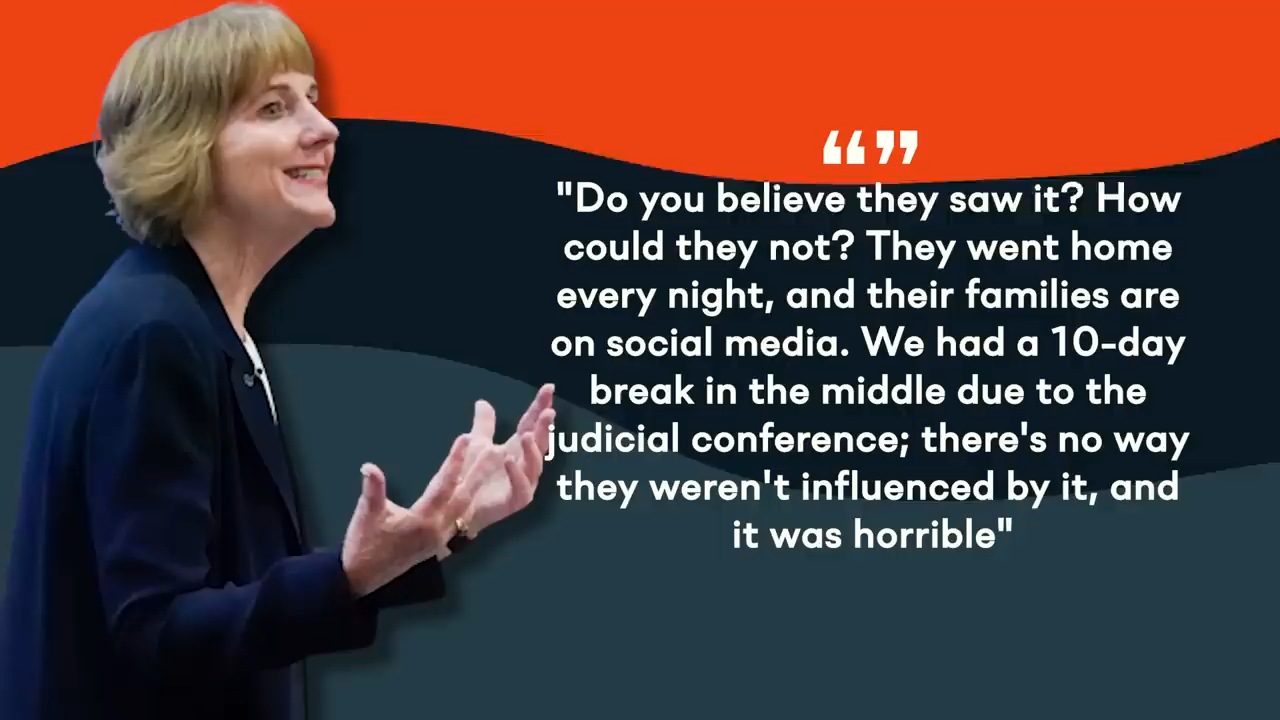 ❝❞
"Do you believe they saw it? How
could they not? They went home
every night, and their families are
on social media. We had a 10-day
break in the middle due to the
judicial conference; there's no way
they weren't influenced by it, and
it was horrible"